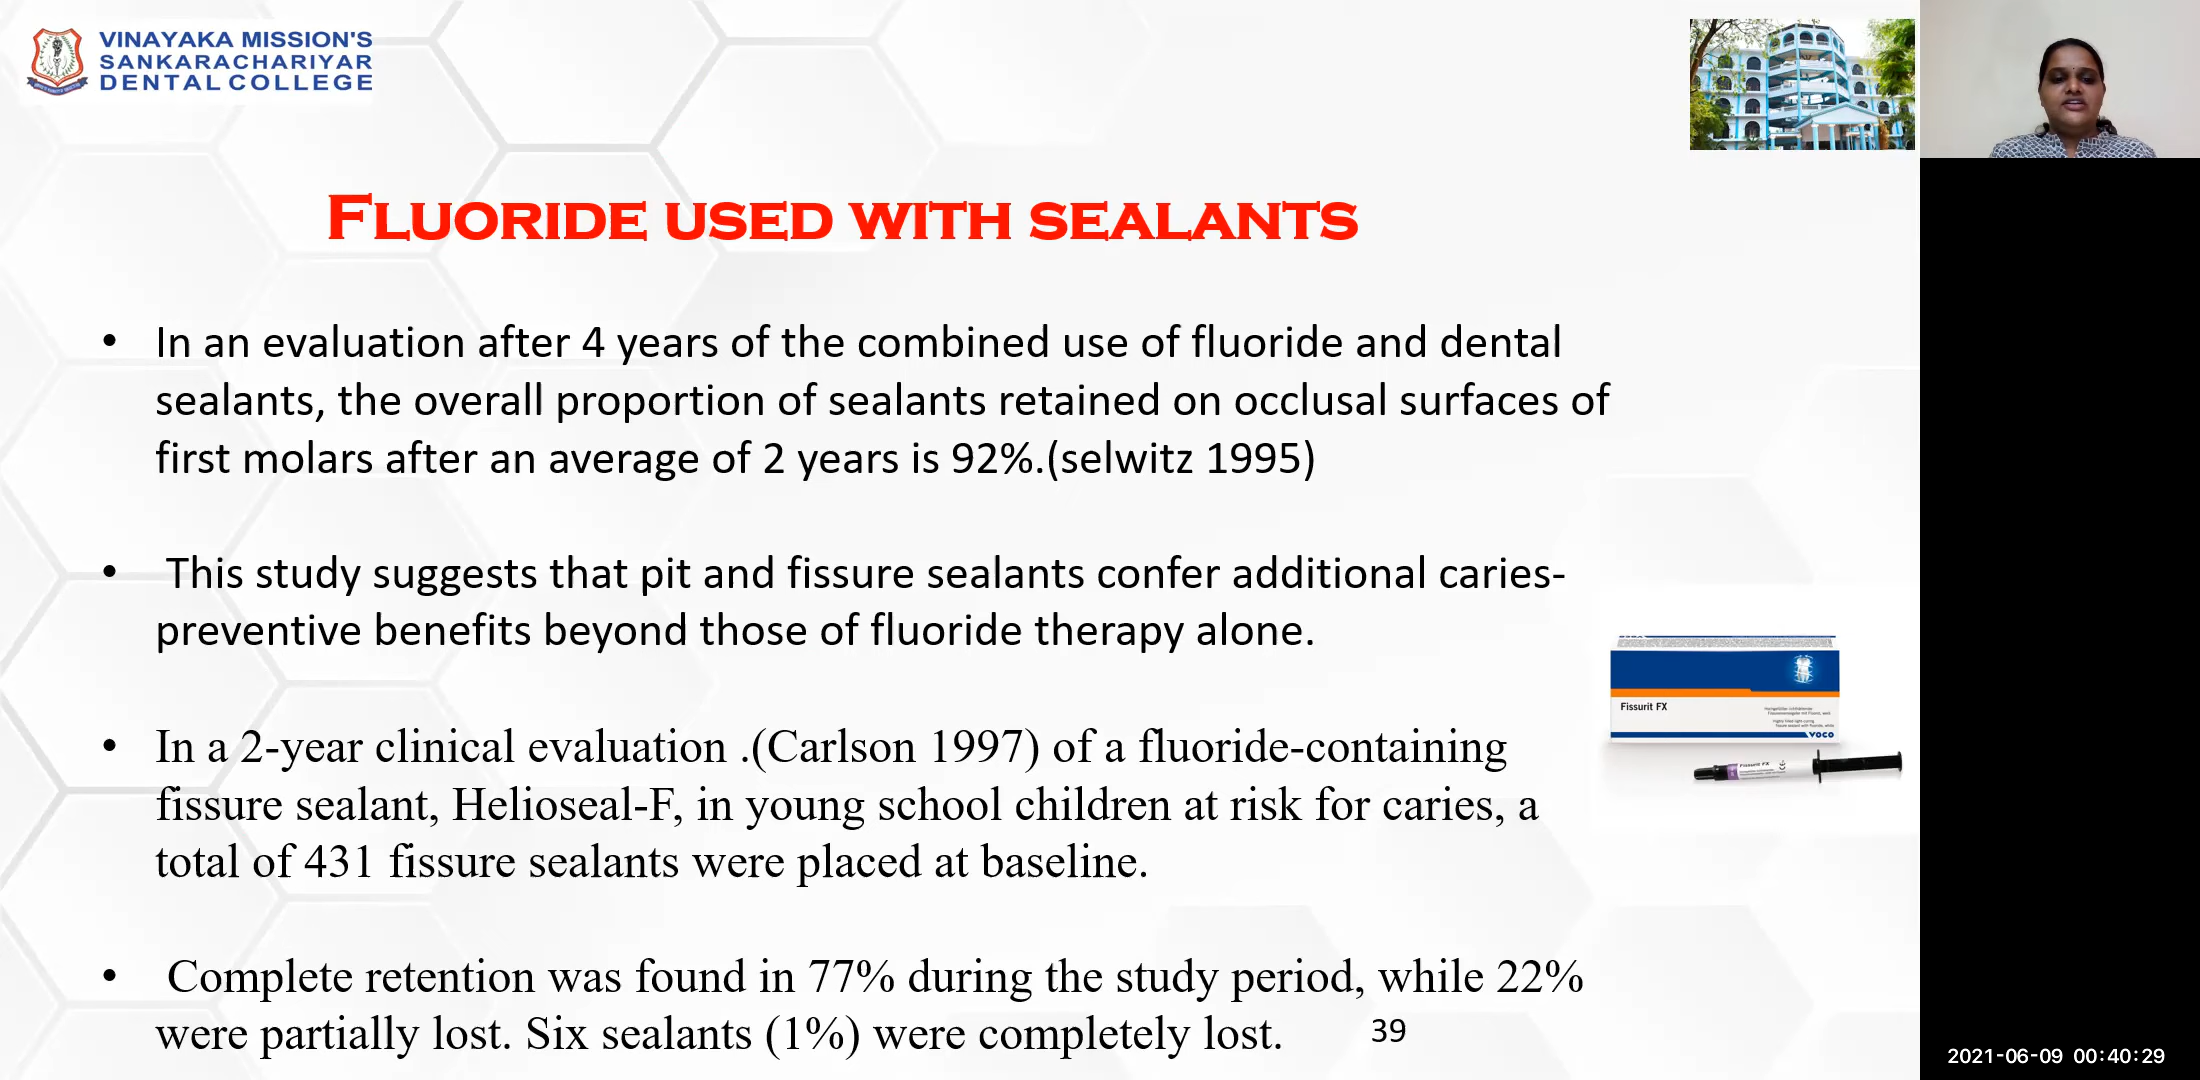 VINAYAKA MISSION'S
SANKARACHARIYAR
DENTAL COLLEGE
FLUORIDE USED WITH SEALANTS
• In an evaluation after 4 years of the combined use of fluoride and dental
sealants, the overall proportion of sealants retained on occlusal surfaces of
first molars after an average of 2 years is 92%.(selwitz 1995)
• This study suggests that pit and fissure sealants confer additional caries-
preventive benefits beyond those of fluoride therapy alone.
• In a 2-year clinical evaluation .(Carlson 1997) of a fluoride-containing
fissure sealant, Helioseal-F, in young school children at risk for caries, a
total of 431 fissure sealants were placed at baseline.
• Complete retention was found in 77% during the study period, while 22%
were partially lost. Six sealants (1%) were completely lost.
39
Fissurit FX
VOCO
Fissurit FX
2021-06-09 00:40:29